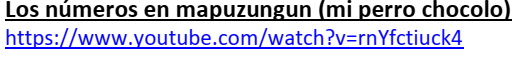 Los números en mapuzungun (mi perro chocolo)
https://www.youtube.com/watch?v=rnYfctiuck4